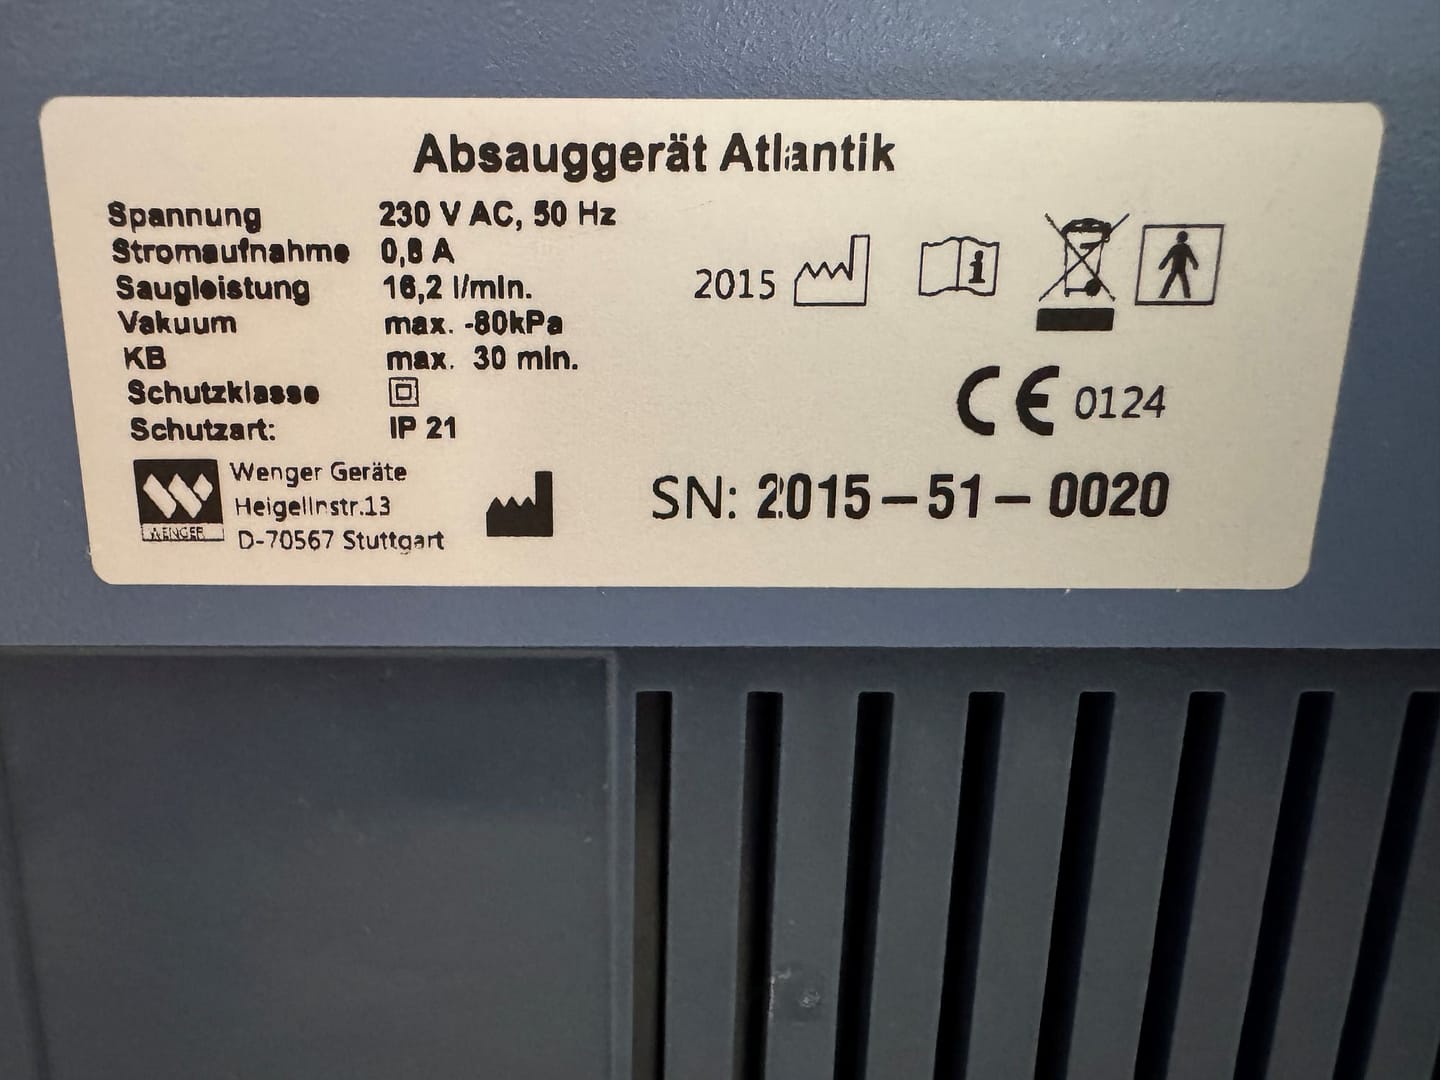 Absauggerät Atlantik
Spannung 230 V AC, 50 Hz
Stromaufnahme 0,8 A
Saugleistung 16,2 l/min.
Vakuum max. -80kPa
KB max. 30 min.
Schutzklasse
Schutzart: IP 21
2015
CE 0124
WENGER
Wenger Geräte
Heigelinstr.13
D-70567 Stuttgart
SN: 2015-51-0020